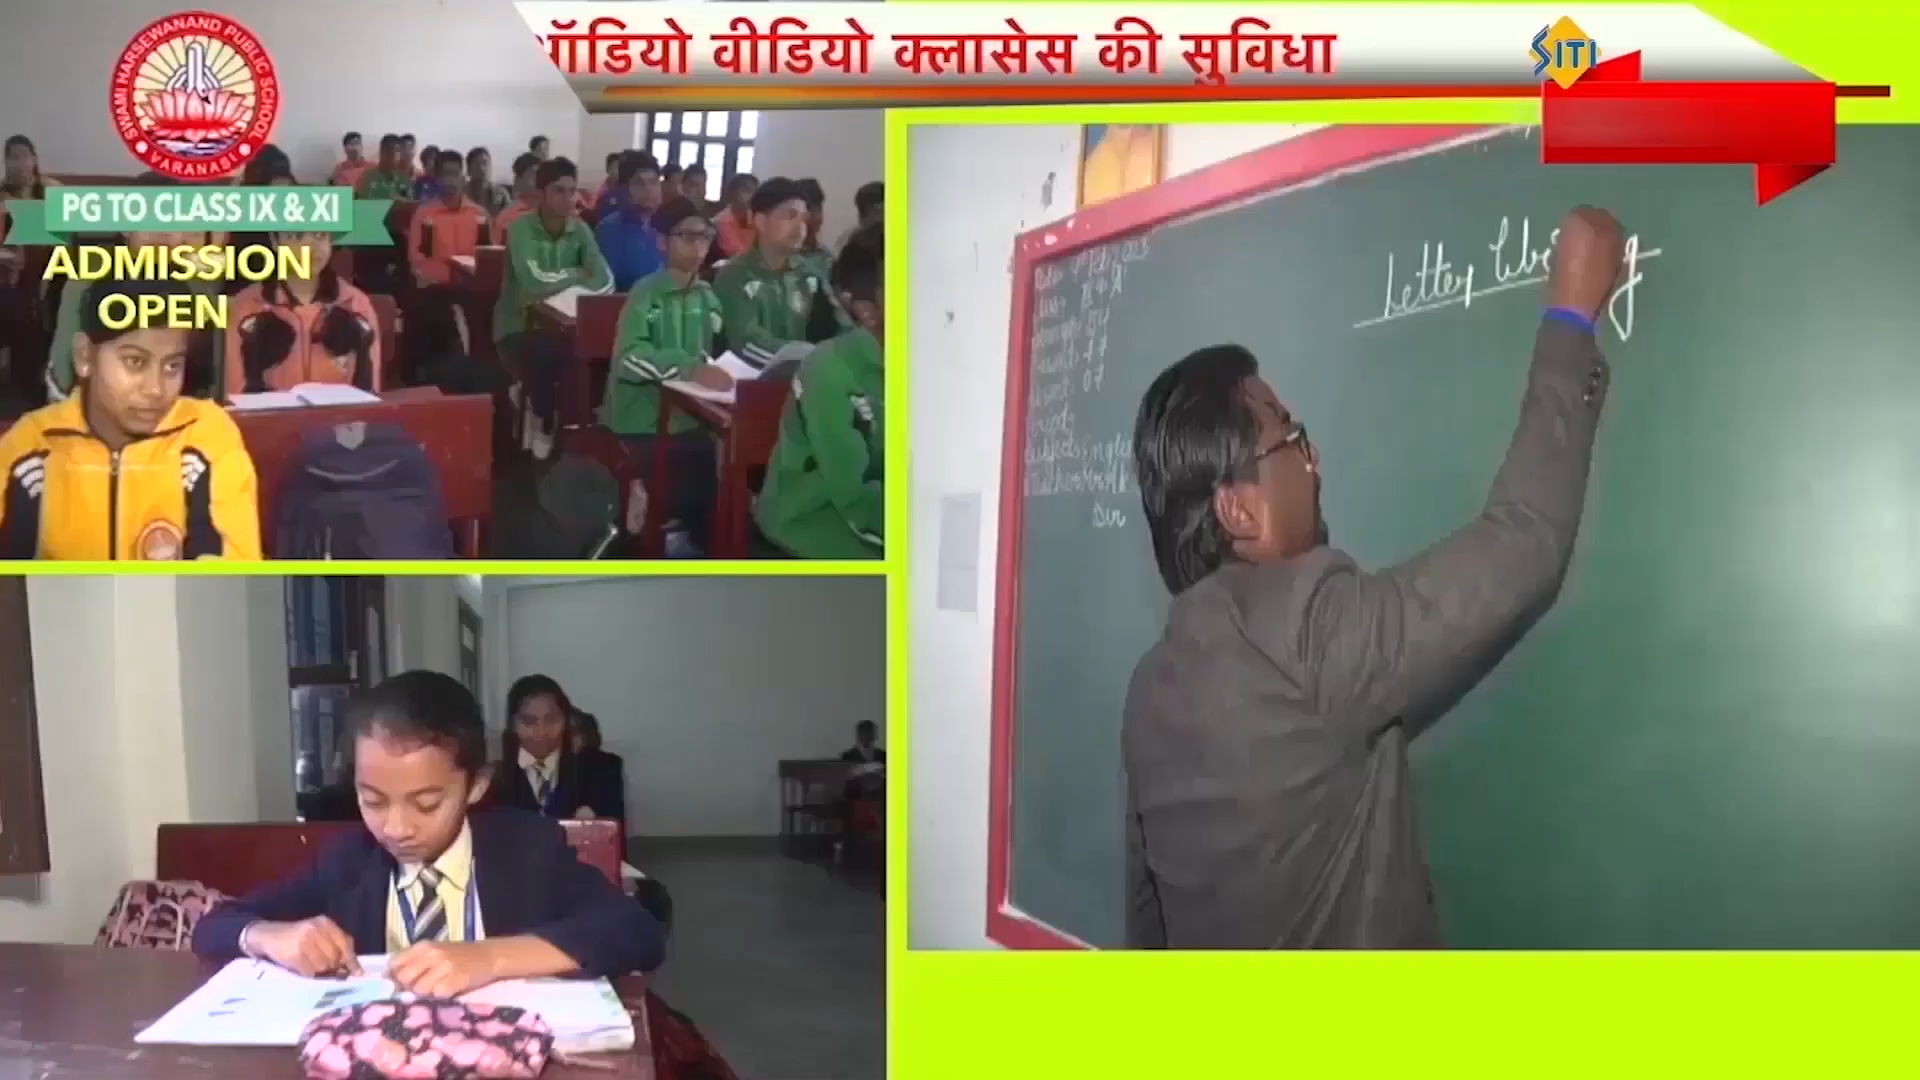 ऑडियो वीडियो क्लासेस की सुविधा
SITI
SWAMI HARSEWANAND PUBLIC SCHOOL
VARANASI
PG TO CLASS IX & XI
ADMISSION
OPEN
Letter Writing